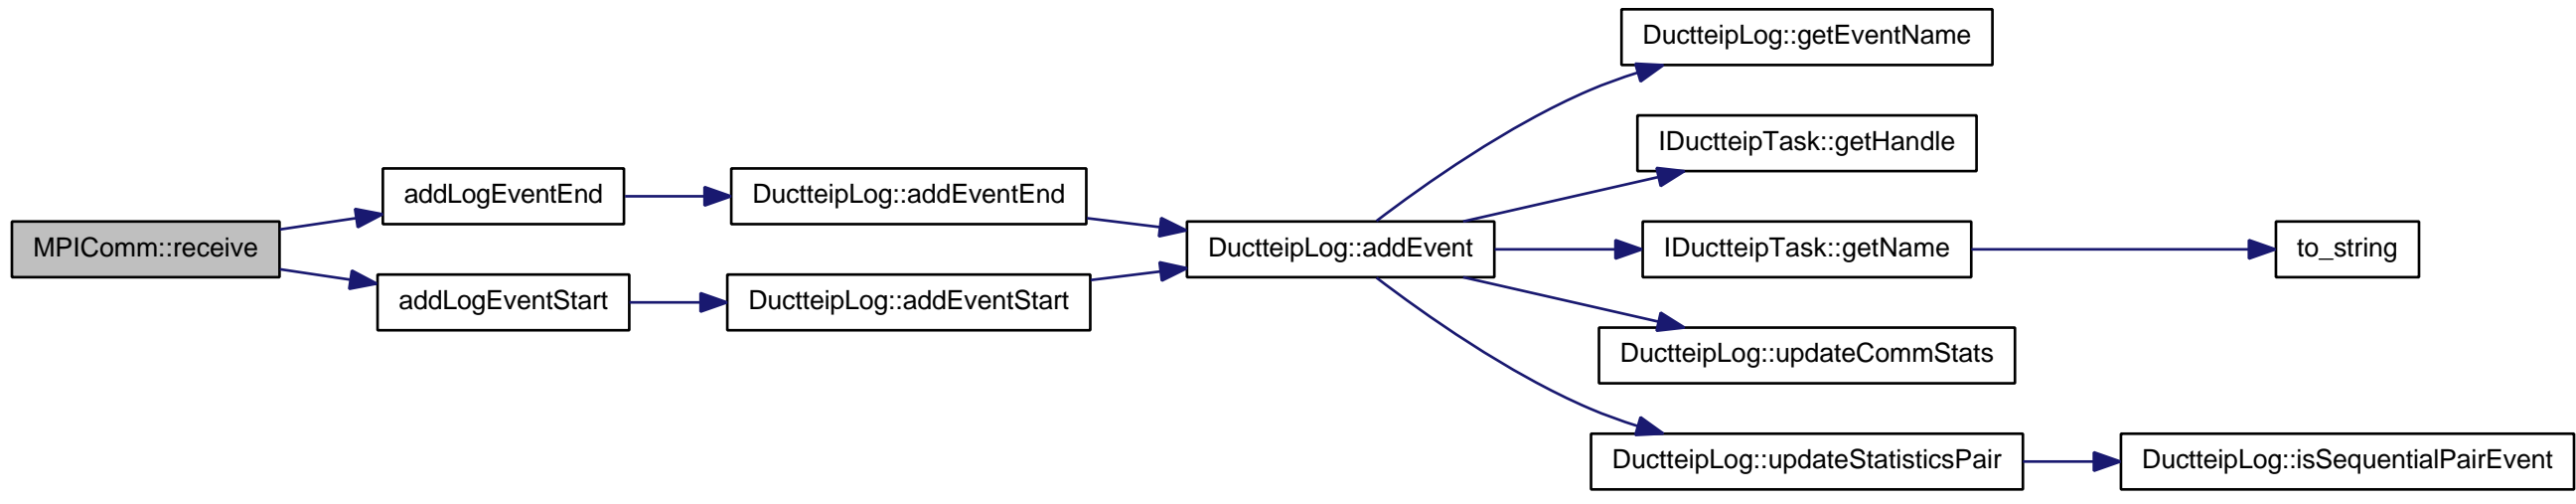 MPIComm::receive
addLogEventEnd
addLogEventStart
DuctteipLog::addEventEnd
DuctteipLog::addEventStart
DuctteipLog::addEvent
DuctteipLog::getEventName
IDuctteipTask::getHandle
IDuctteipTask::getName
DuctteipLog::updateCommStats
DuctteipLog::updateStatisticsPair
to_string
DuctteipLog::isSequentialPairEvent